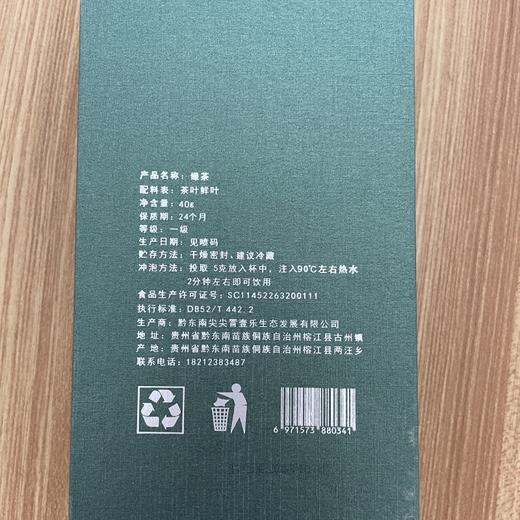 产品名称：绿茶
配料表：茶叶鲜叶
净含量：40g
保质期：24个月
等级：一级
生产日期：见喷码
贮存方法：干燥密封、建议冷藏
冲泡方法：投取 5克放入杯中，注入90℃左右热水
2分钟左右即可饮用
食品生产许可证号：SC11452263200111
执行标准：DB52/T 442.2
生产商：黔东南尖尖霄壹乐生态发展有限公司
地 址：贵州省黔东南苗族侗族自治州榕江县古州镇
产 地：贵州省黔东南苗族侗族自治州榕江县两汪乡
联系电话：18212383487
6 971573 880341